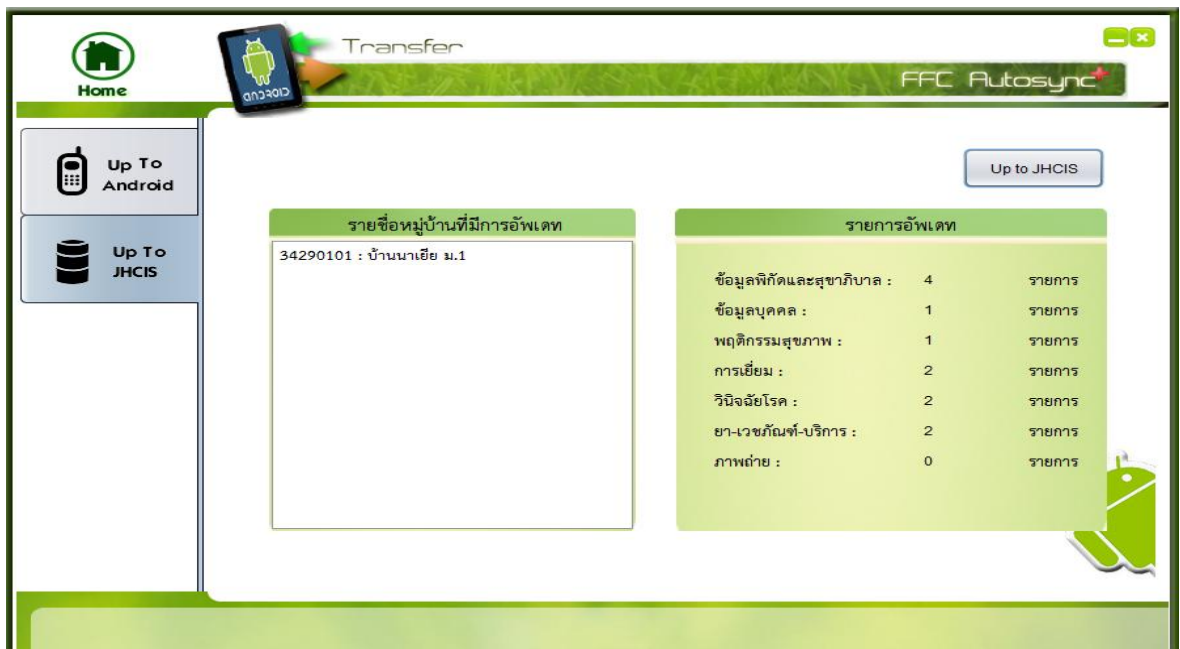 Transfer
Home
FFC Autosync+
ANDROID
Up To
Android
Up to JHCIS
รายชื่อหมู่บ้านที่มีการอัพเดท
รายการอัพเดท
Up To
JHCIS
34290101 : บ้านนาเยีย ม.1
ข้อมูลพิกัดและสุขาภิบาล : 4 รายการ
ข้อมูลบุคคล : 1 รายการ
พฤติกรรมสุขภาพ : 1 รายการ
การเยี่ยม : 2 รายการ
วินิจฉัยโรค : 2 รายการ
ยา-เวชภัณฑ์-บริการ : 2 รายการ
ภาพถ่าย : 0 รายการ